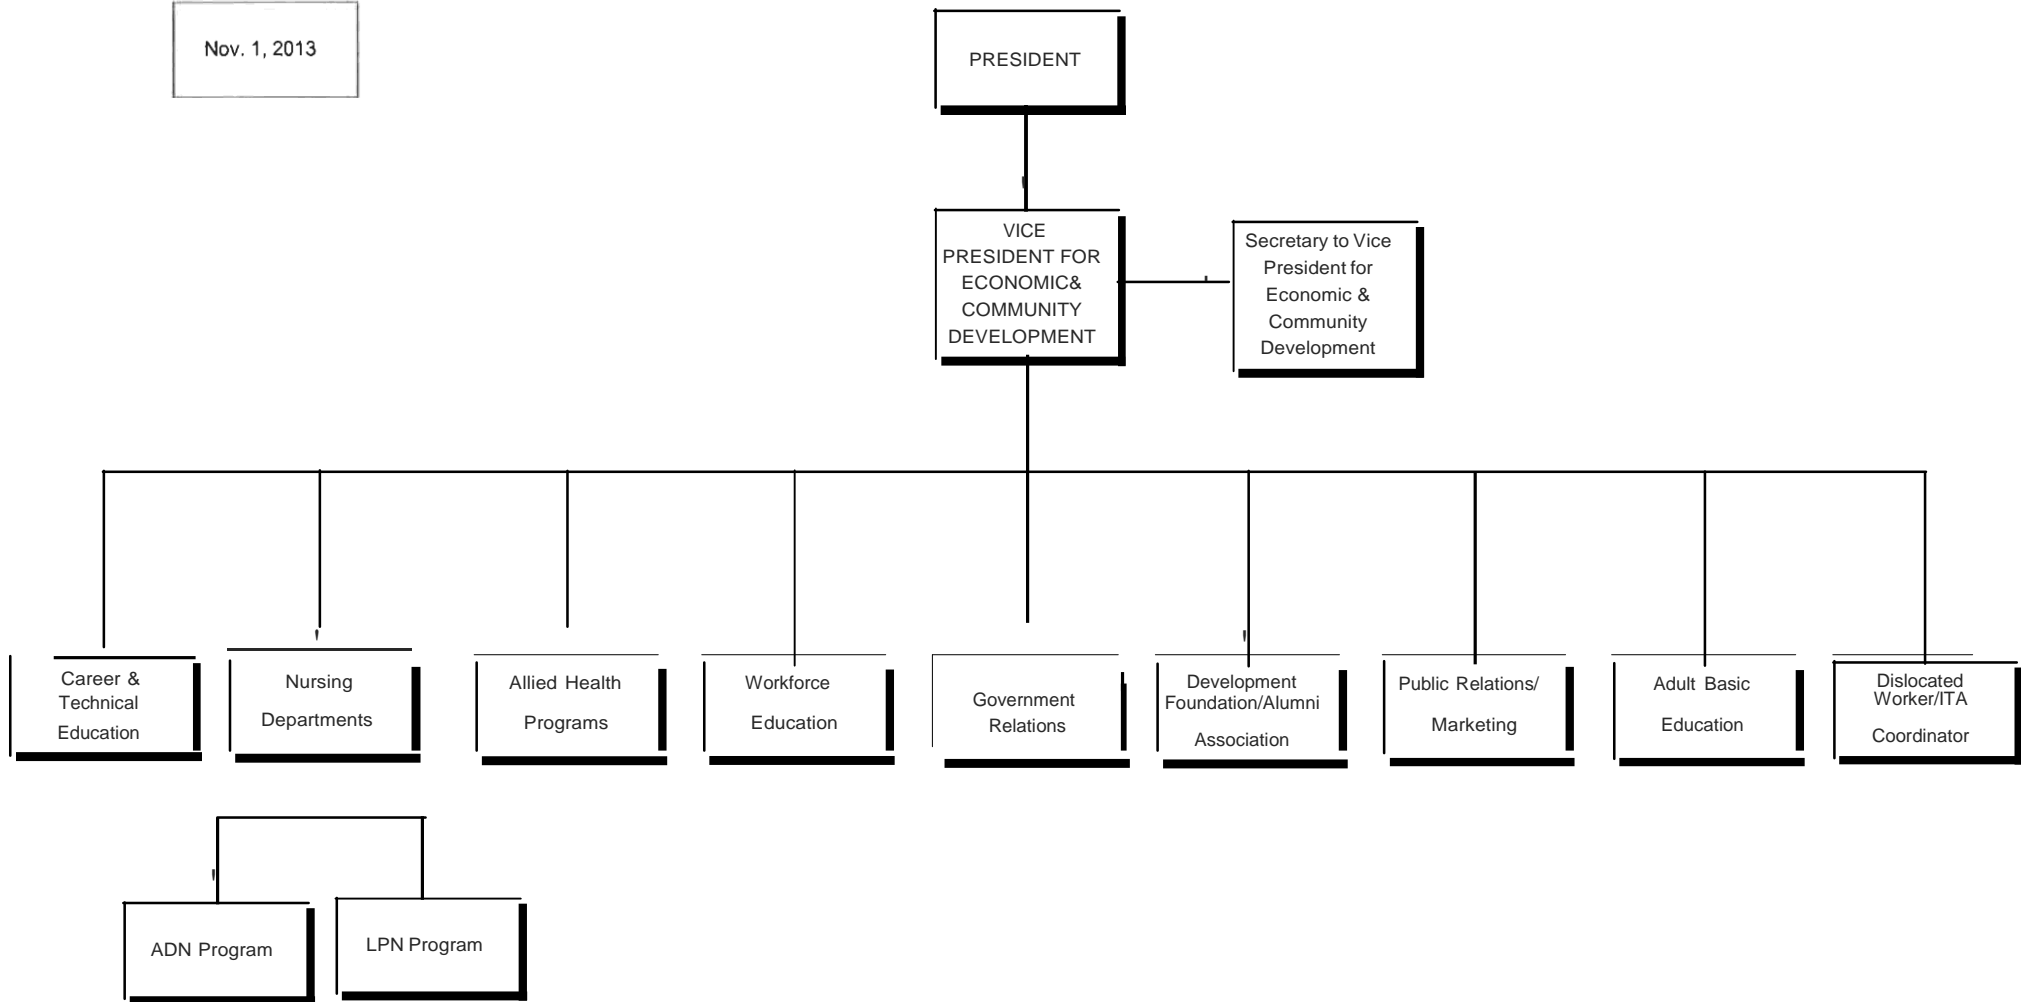 Nov. 1, 2013
PRESIDENT
VICE
PRESIDENT FOR
ECONOMIC&
COMMUNITY
DEVELOPMENT
Secretary to Vice
President for
Economic &
Community
Development
Career &
Technical
Education
Nursing
Departments
Allied Health
Programs
Workforce
Education
Government
Relations
Development
Foundation/Alumni
Association
Public Relations/
Marketing
Adult Basic
Education
Dislocated
Worker/ITA
Coordinator
ADN Program
LPN Program